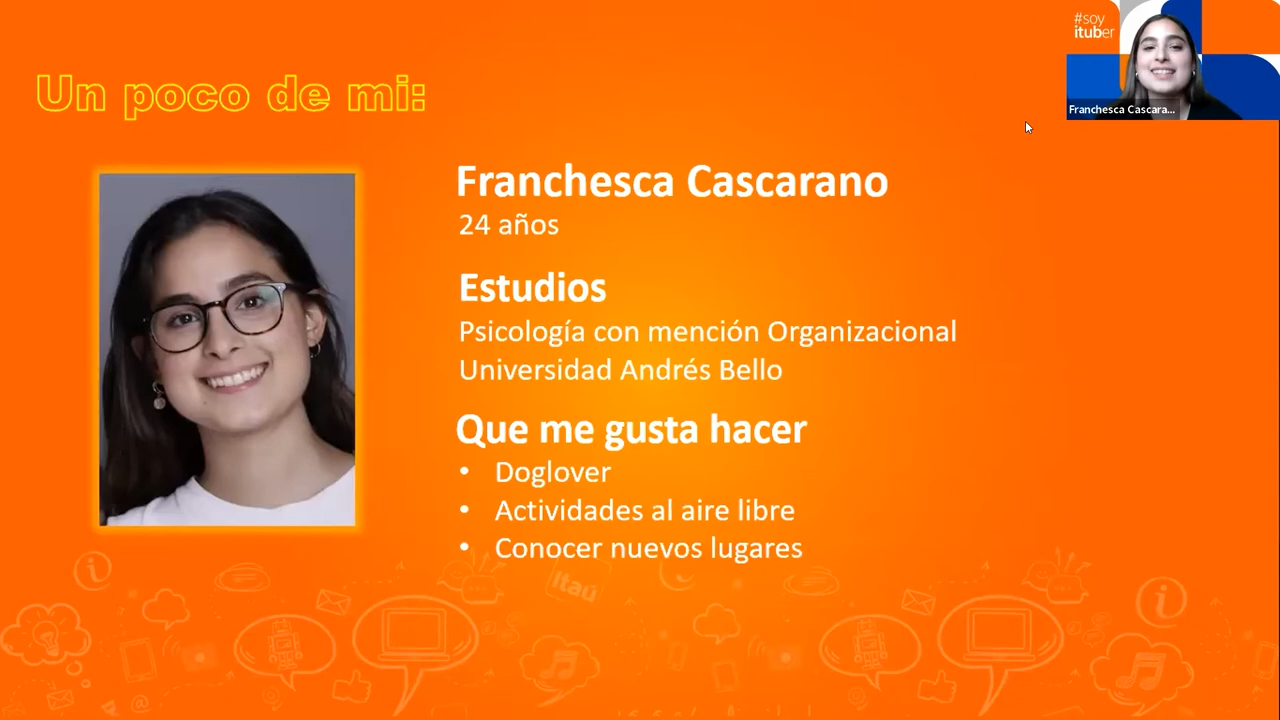 Un poco de mi:
#soy
ituber
Franchesca Cascara...
Franchesca Cascarano
24 años
Estudios
Psicología con mención Organizacional
Universidad Andrés Bello
Que me gusta hacer
• Doglover
• Actividades al aire libre
• Conocer nuevos lugares
Itaú